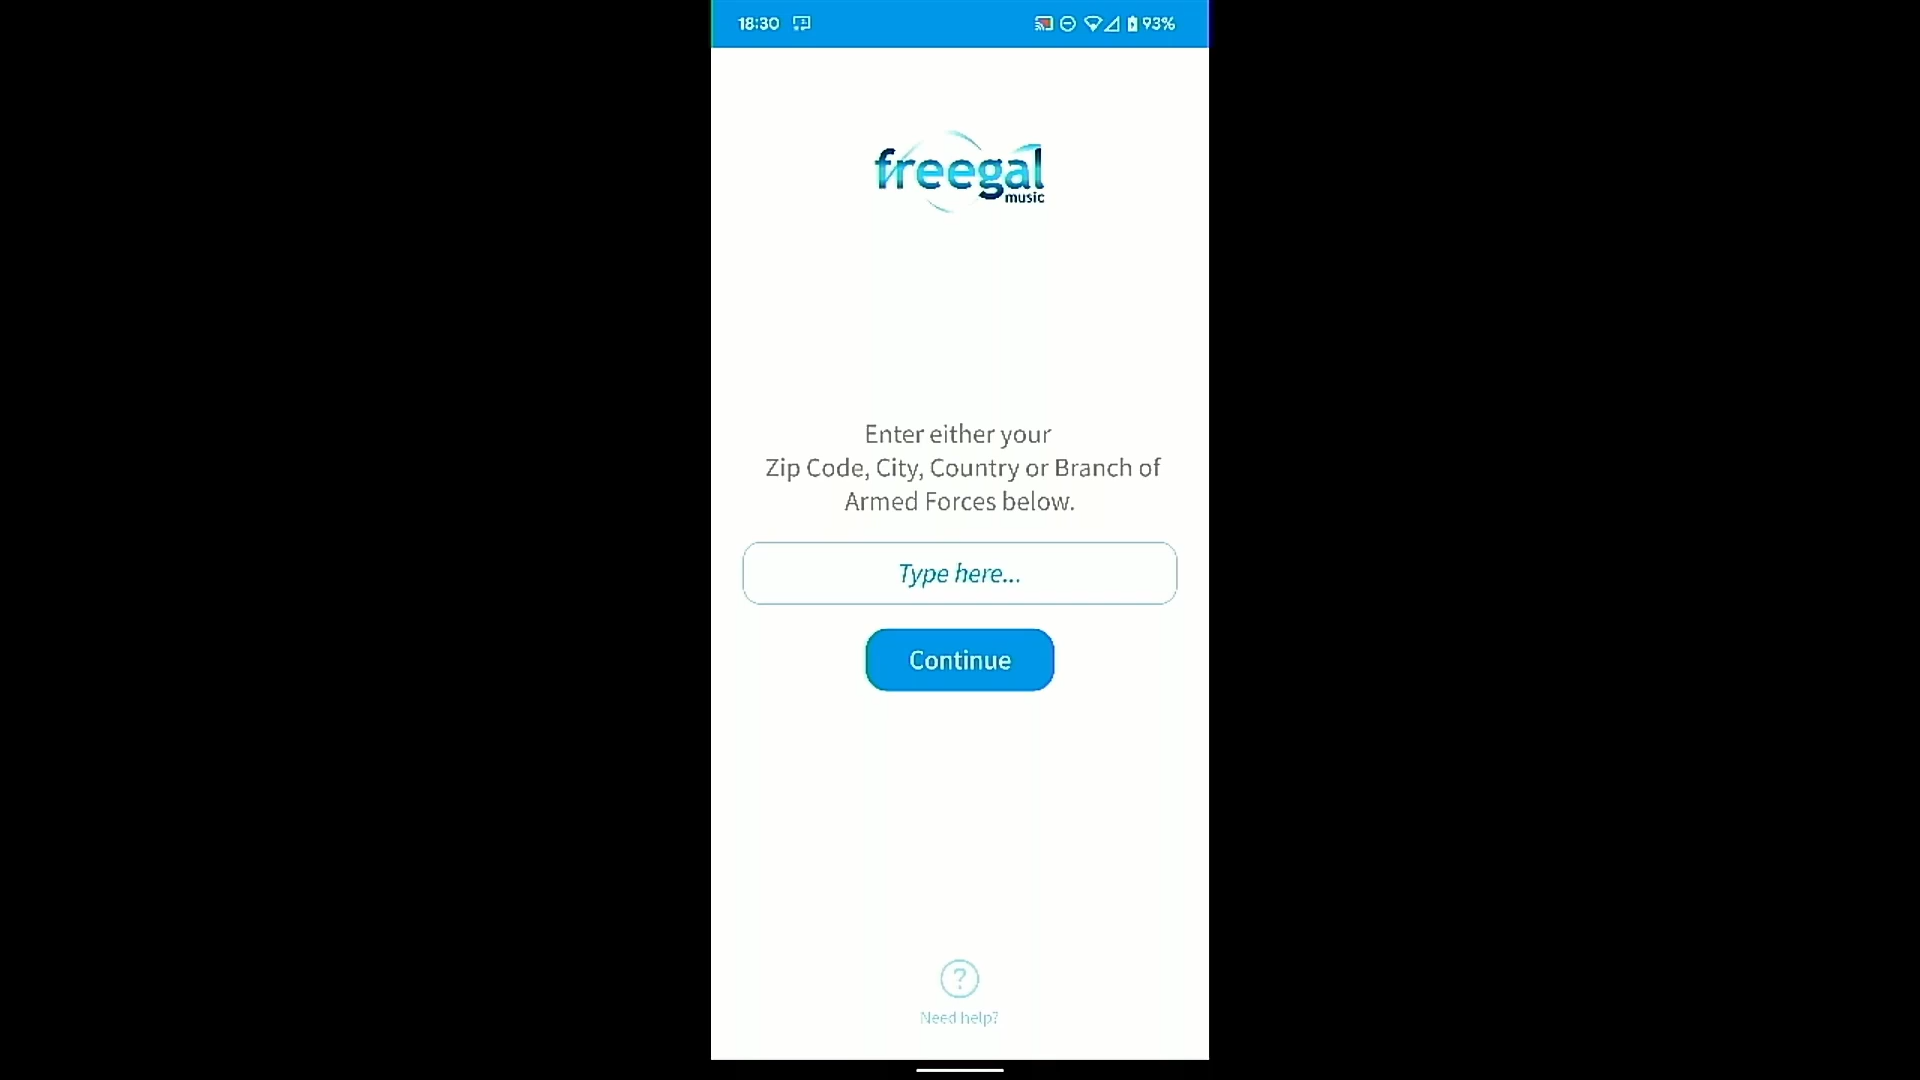 18:30 93%
freegal
music
Enter either your
Zip Code, City, Country or Branch of
Armed Forces below.
Type here...
Continue
?
Need help?